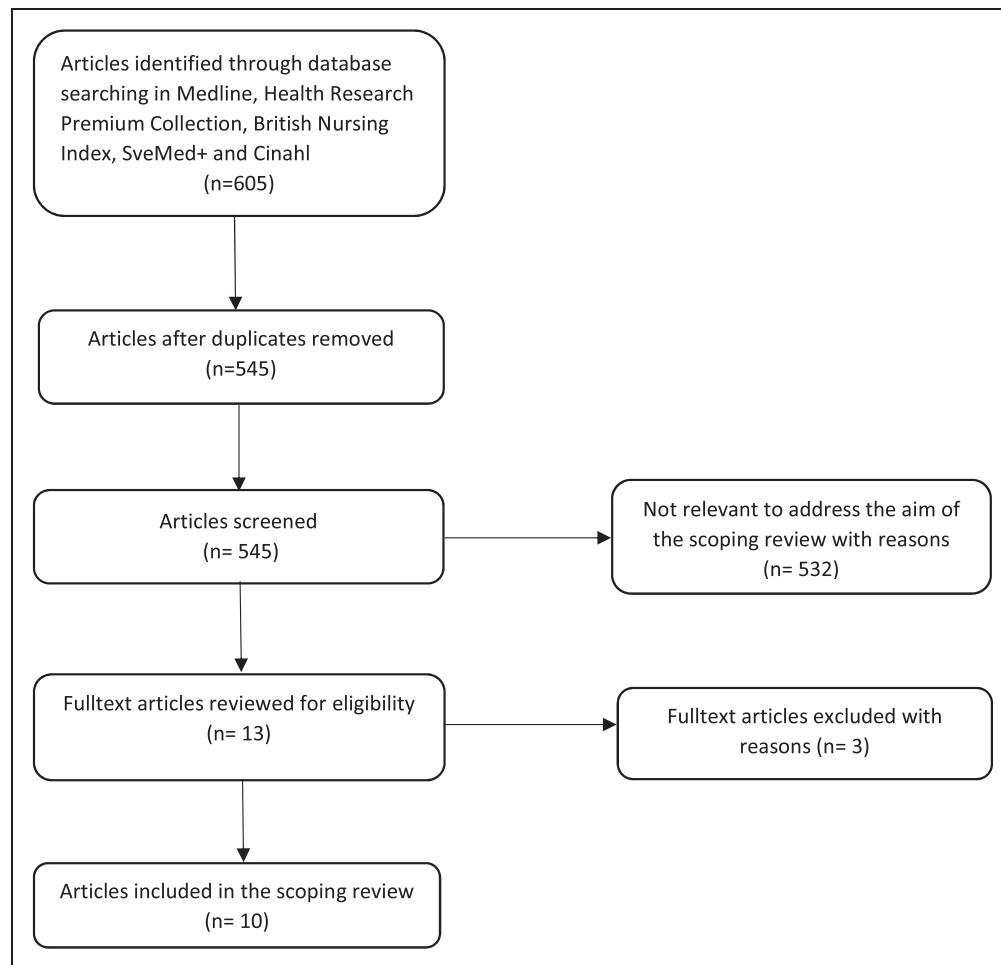 Articles identified through database
searching in Medline, Health Research
Premium Collection, British Nursing
Index, SveMed+ and Cinahl
(n=605)
Articles after duplicates removed
(n=545)
Articles screened
(n= 545)
Not relevant to address the aim of
the scoping review with reasons
(n= 532)
Fulltext articles reviewed for eligibility
(n= 13)
Fulltext articles excluded with
reasons (n= 3)
Articles included in the scoping review
(n= 10)